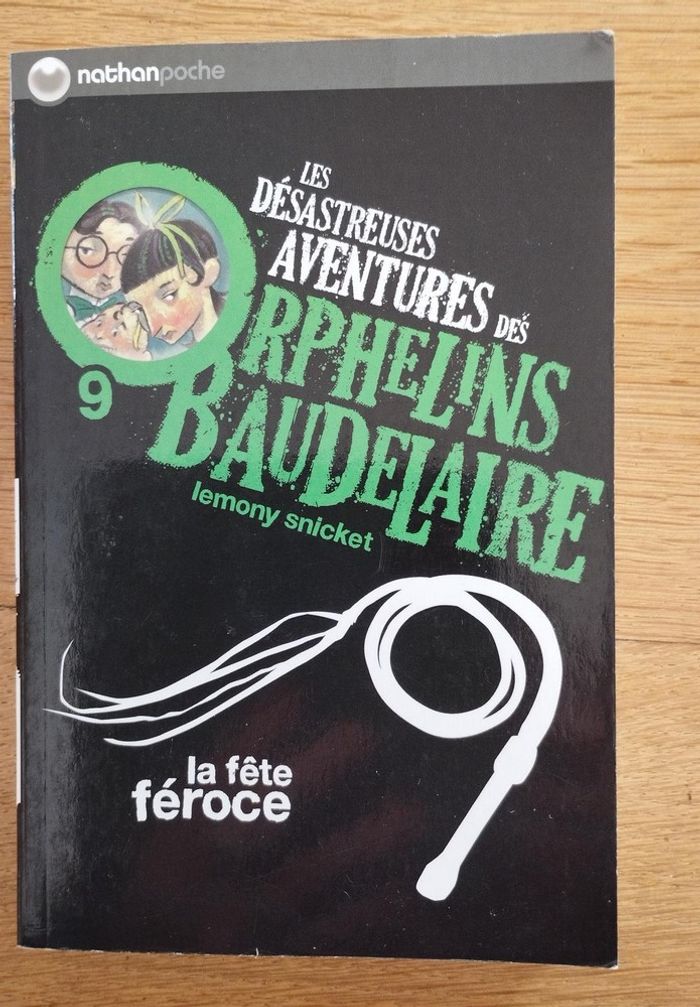 nathanpoche
LES
DÉSASTREUSES
AVENTURES DES
ORPHELINS
BAUDELAIRE
9
lemony snicket
la fête
féroce